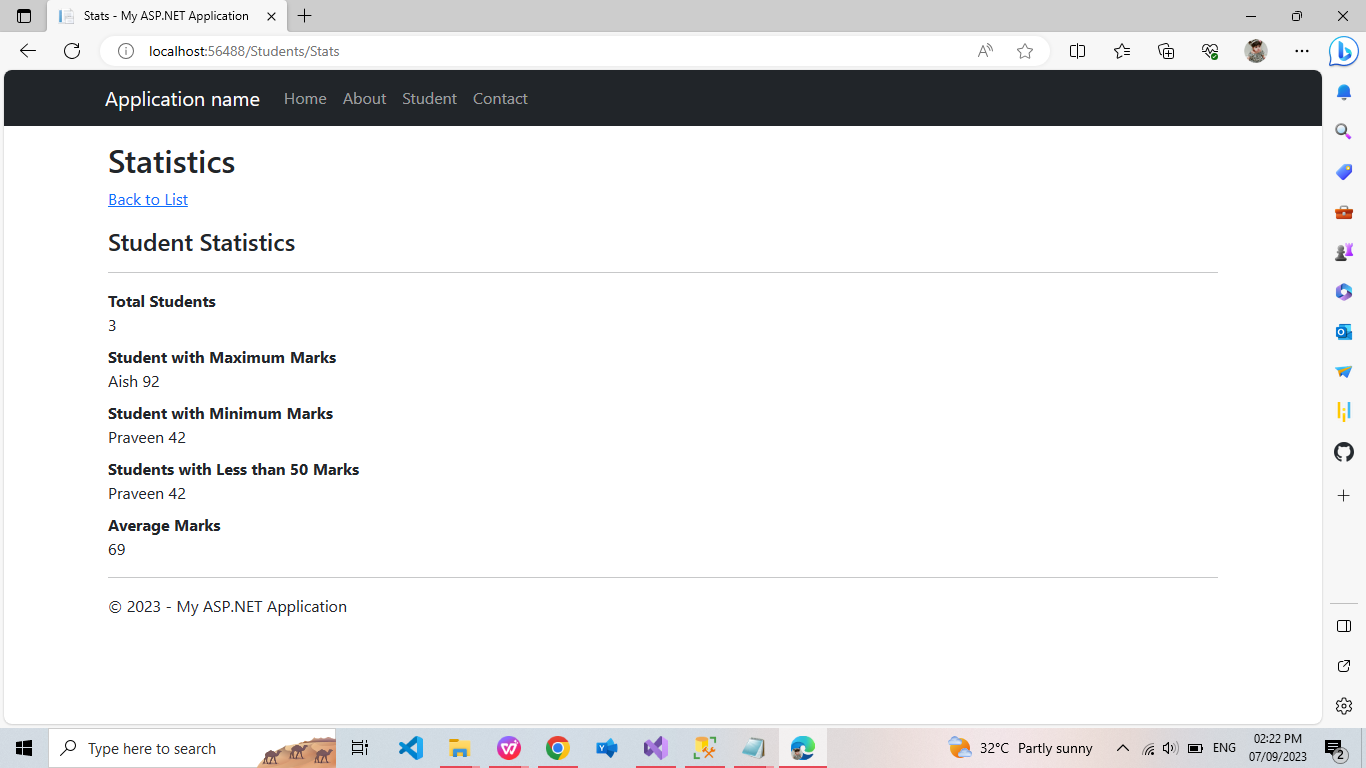 Stats - My ASP.NET Application
localhost:56488/Students/Stats
Application name Home About Student Contact
Statistics
Back to List
Student Statistics
Total Students
3
Student with Maximum Marks
Aish 92
Student with Minimum Marks
Praveen 42
Students with Less than 50 Marks
Praveen 42
Average Marks
69
© 2023 - My ASP.NET Application
Type here to search
32°C Partly sunny
ENG
02:22 PM
07/09/2023
2